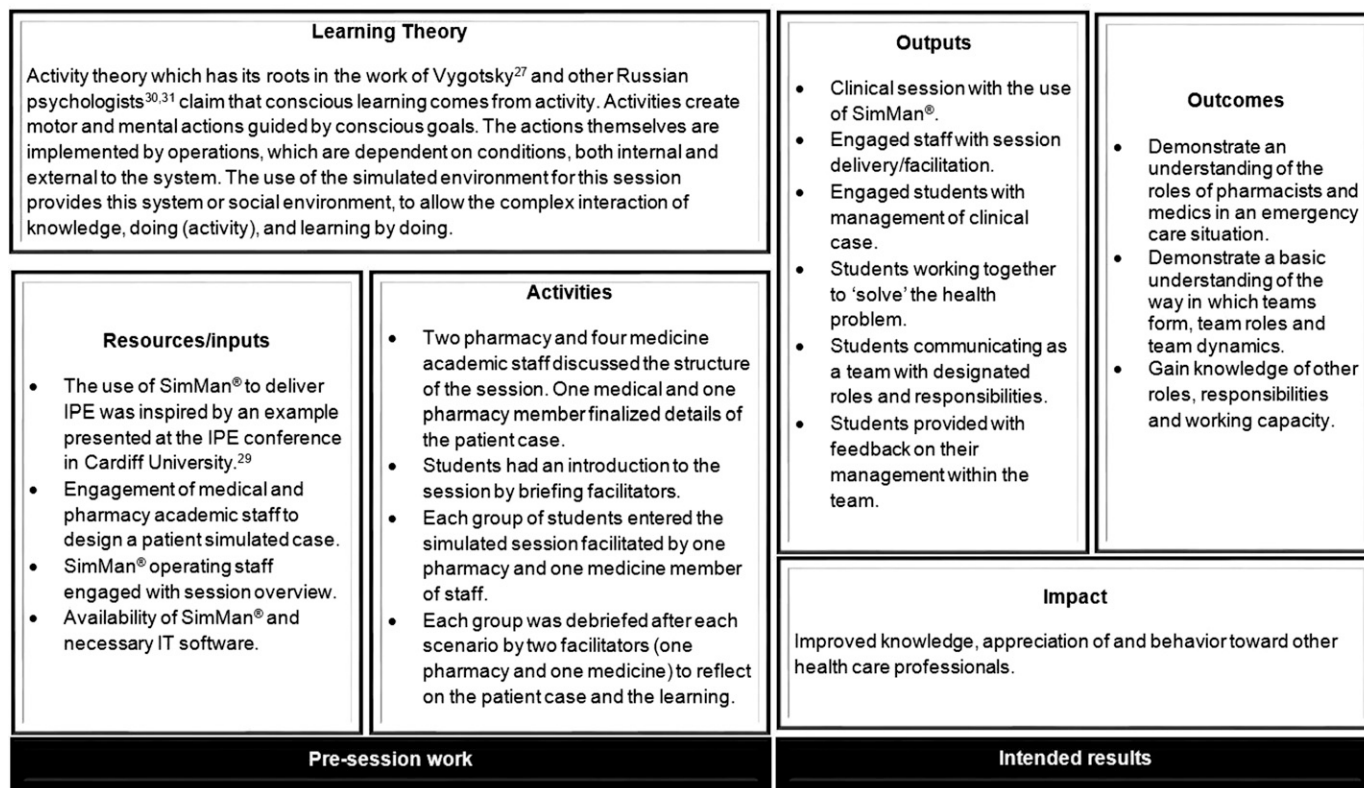 Learning Theory
Activity theory which has its roots in the work of Vygotsky27 and other Russian
psychologists30,31 claim that conscious learning comes from activity. Activities create
motor and mental actions guided by conscious goals. The actions themselves are
implemented by operations, which are dependent on conditions, both internal and
external to the system. The use of the simulated environment for this session
provides this system or social environment, to allow the complex interaction of
knowledge, doing (activity), and learning by doing.
Resources/inputs
• The use of SimMan® to deliver
IPE was inspired by an example
presented at the IPE conference
in Cardiff University.29
• Engagement of medical and
pharmacy academic staff to
design a patient simulated case.
• SimMan® operating staff
engaged with session overview.
• Availability of SimMan® and
necessary IT software.
Activities
• Two pharmacy and four medicine
academic staff discussed the structure
of the session. One medical and one
pharmacy member finalized details of
the patient case.
• Students had an introduction to the
session by briefing facilitators.
• Each group of students entered the
simulated session facilitated by one
pharmacy and one medicine member
of staff.
• Each group was debriefed after each
scenario by two facilitators (one
pharmacy and one medicine) to reflect
on the patient case and the learning.
Pre-session work
Outputs
• Clinical session with the use
of SimMan®.
• Engaged staff with session
delivery/facilitation.
• Engaged students with
management of clinical
case.
• Students working together
to ‘solve’ the health
problem.
• Students communicating as
a team with designated
roles and responsibilities.
• Students provided with
feedback on their
management within the
team.
Outcomes
• Demonstrate an
understanding of the
roles of pharmacists and
medics in an emergency
care situation.
• Demonstrate a basic
understanding of the
way in which teams
form, team roles and
team dynamics.
• Gain knowledge of other
roles, responsibilities
and working capacity.
Impact
Improved knowledge, appreciation of and behavior toward other
health care professionals.
Intended results